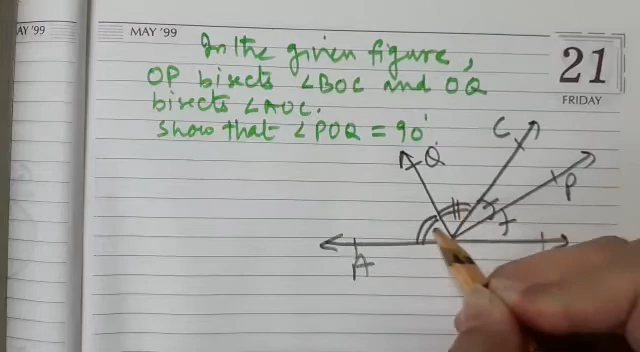 AY '99
MAY '99
21
FRIDAY
In the given figure,
OP bisects ∠BOC and OQ
bisects ∠AOC.
Show that ∠POQ = 90°.
Q
C
P
A